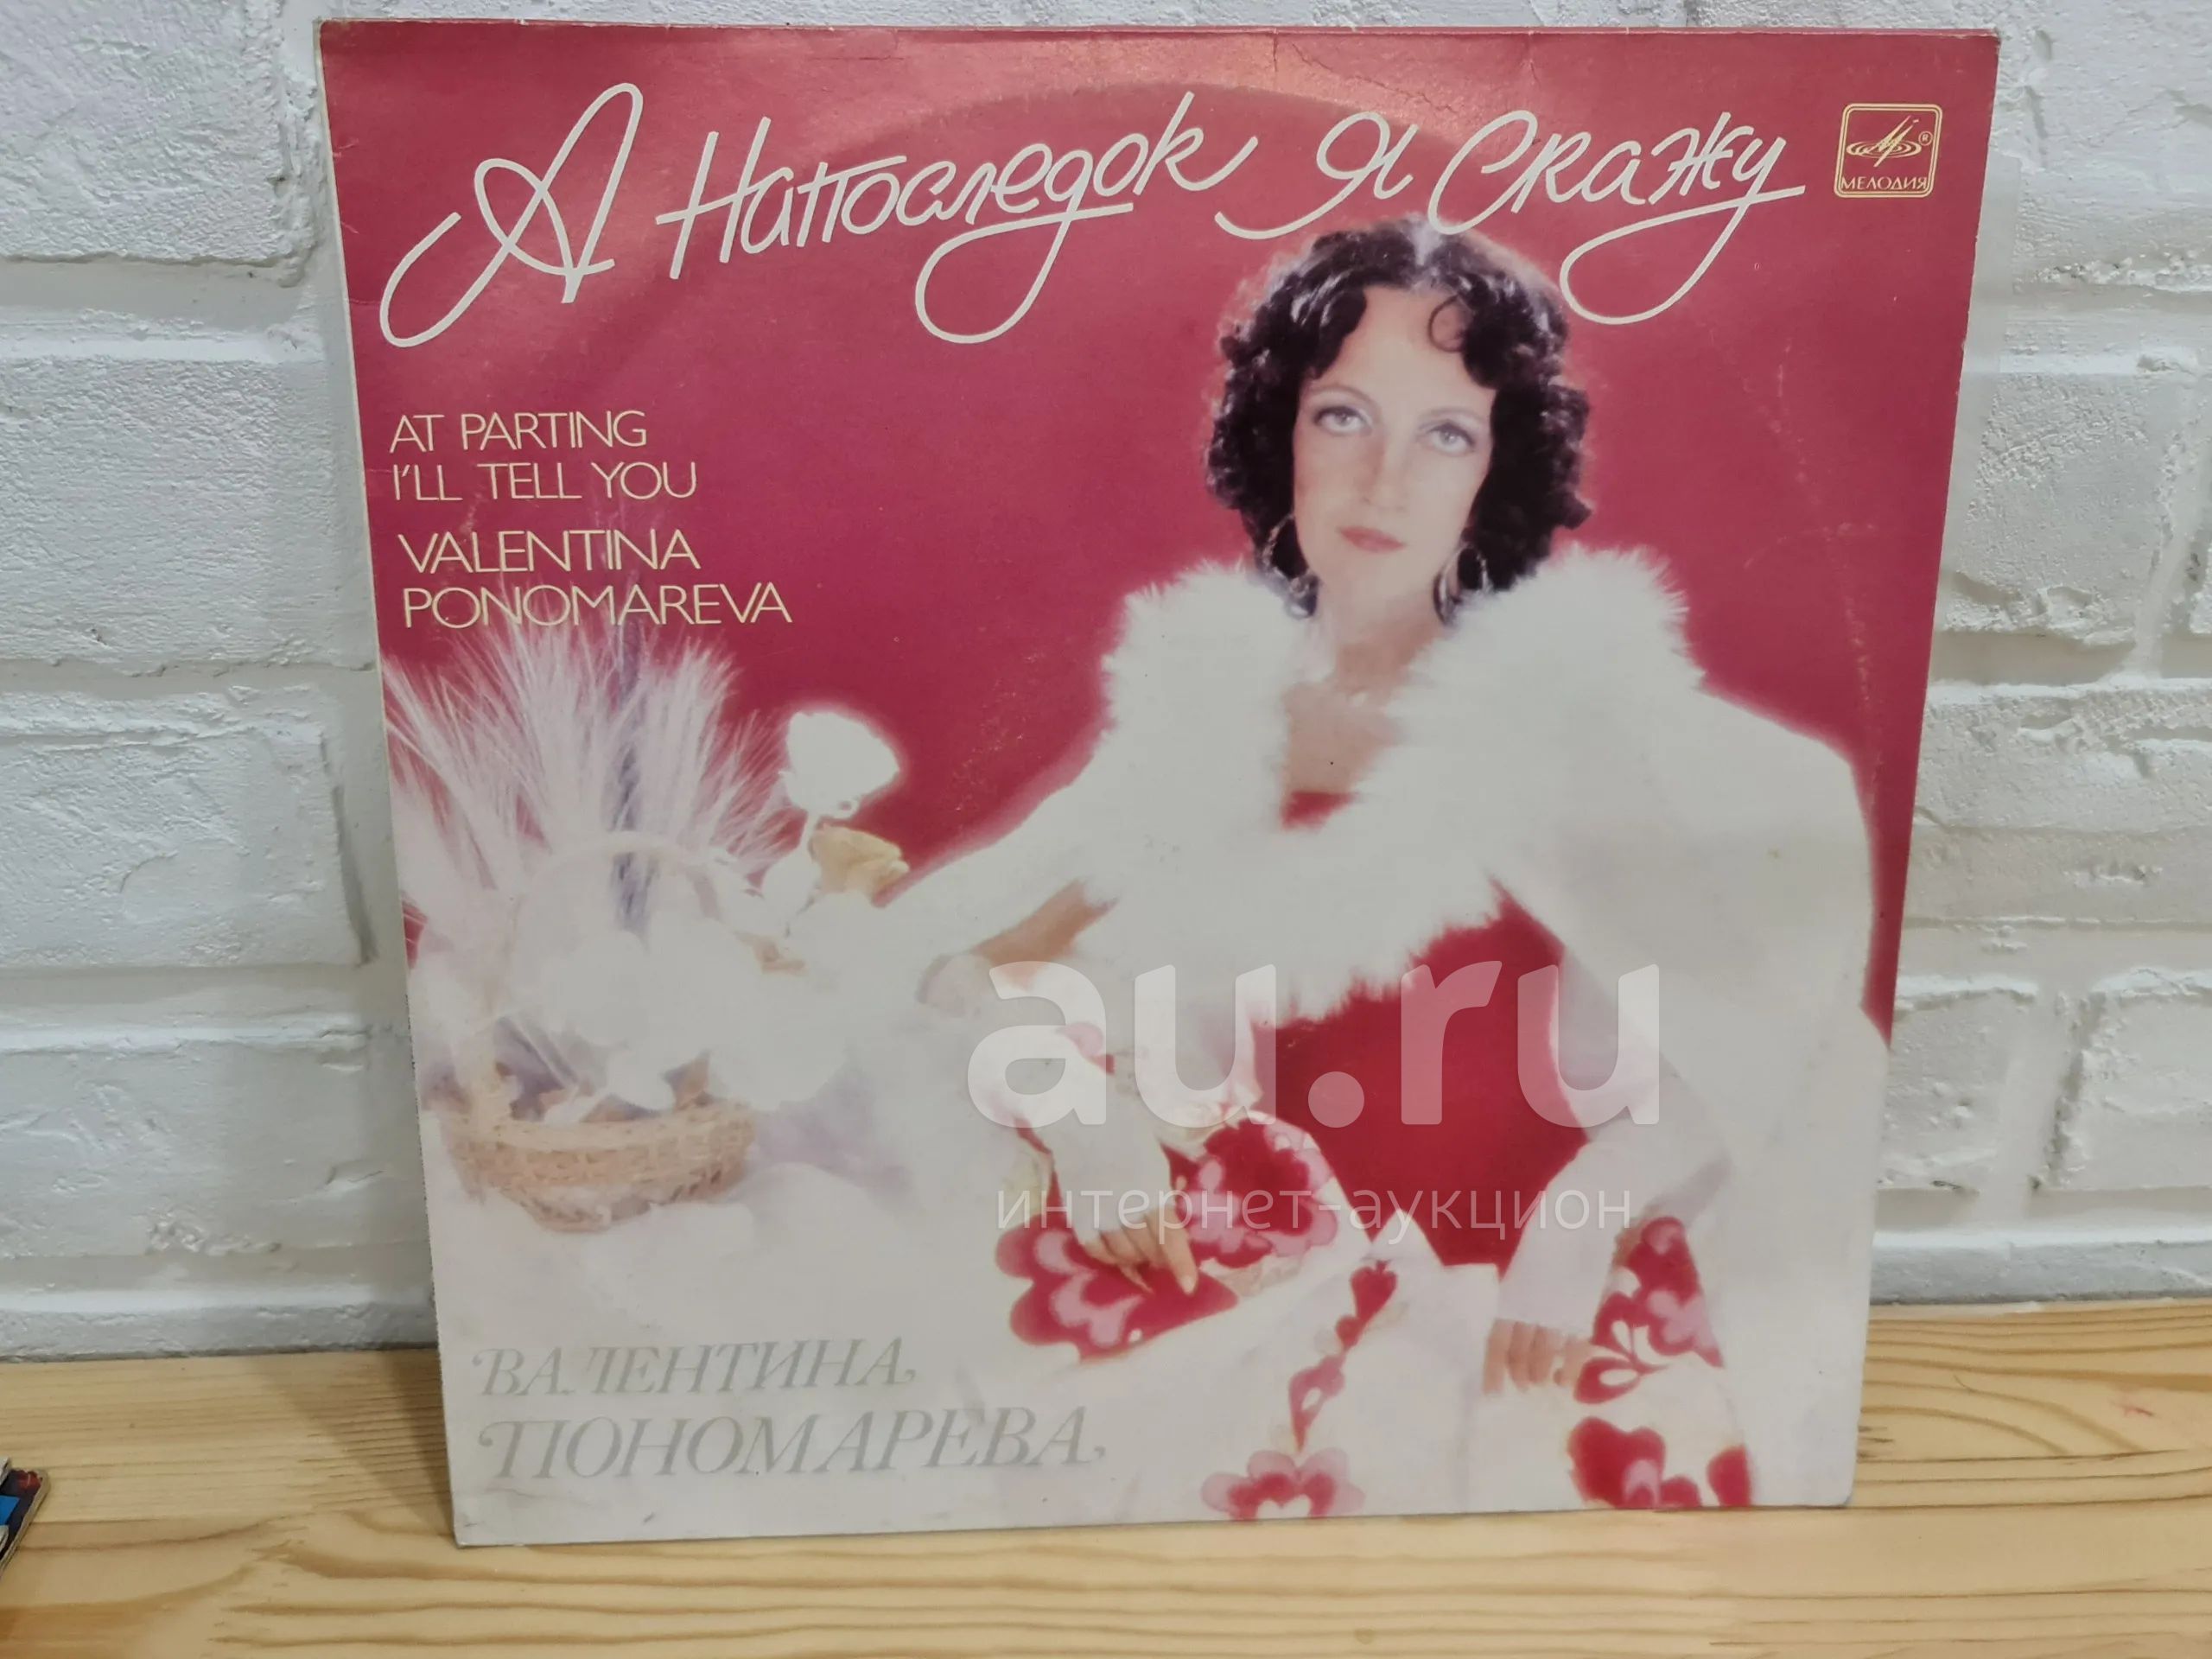 А Напоследок Я Скажу
МЕЛОДИЯ
AT PARTING
I'LL TELL YOU
VALENTINA
PONOMAREVA
au.ru
интернет-аукцион
ВАЛЕНТИНА
ПОНОМАРЕВА